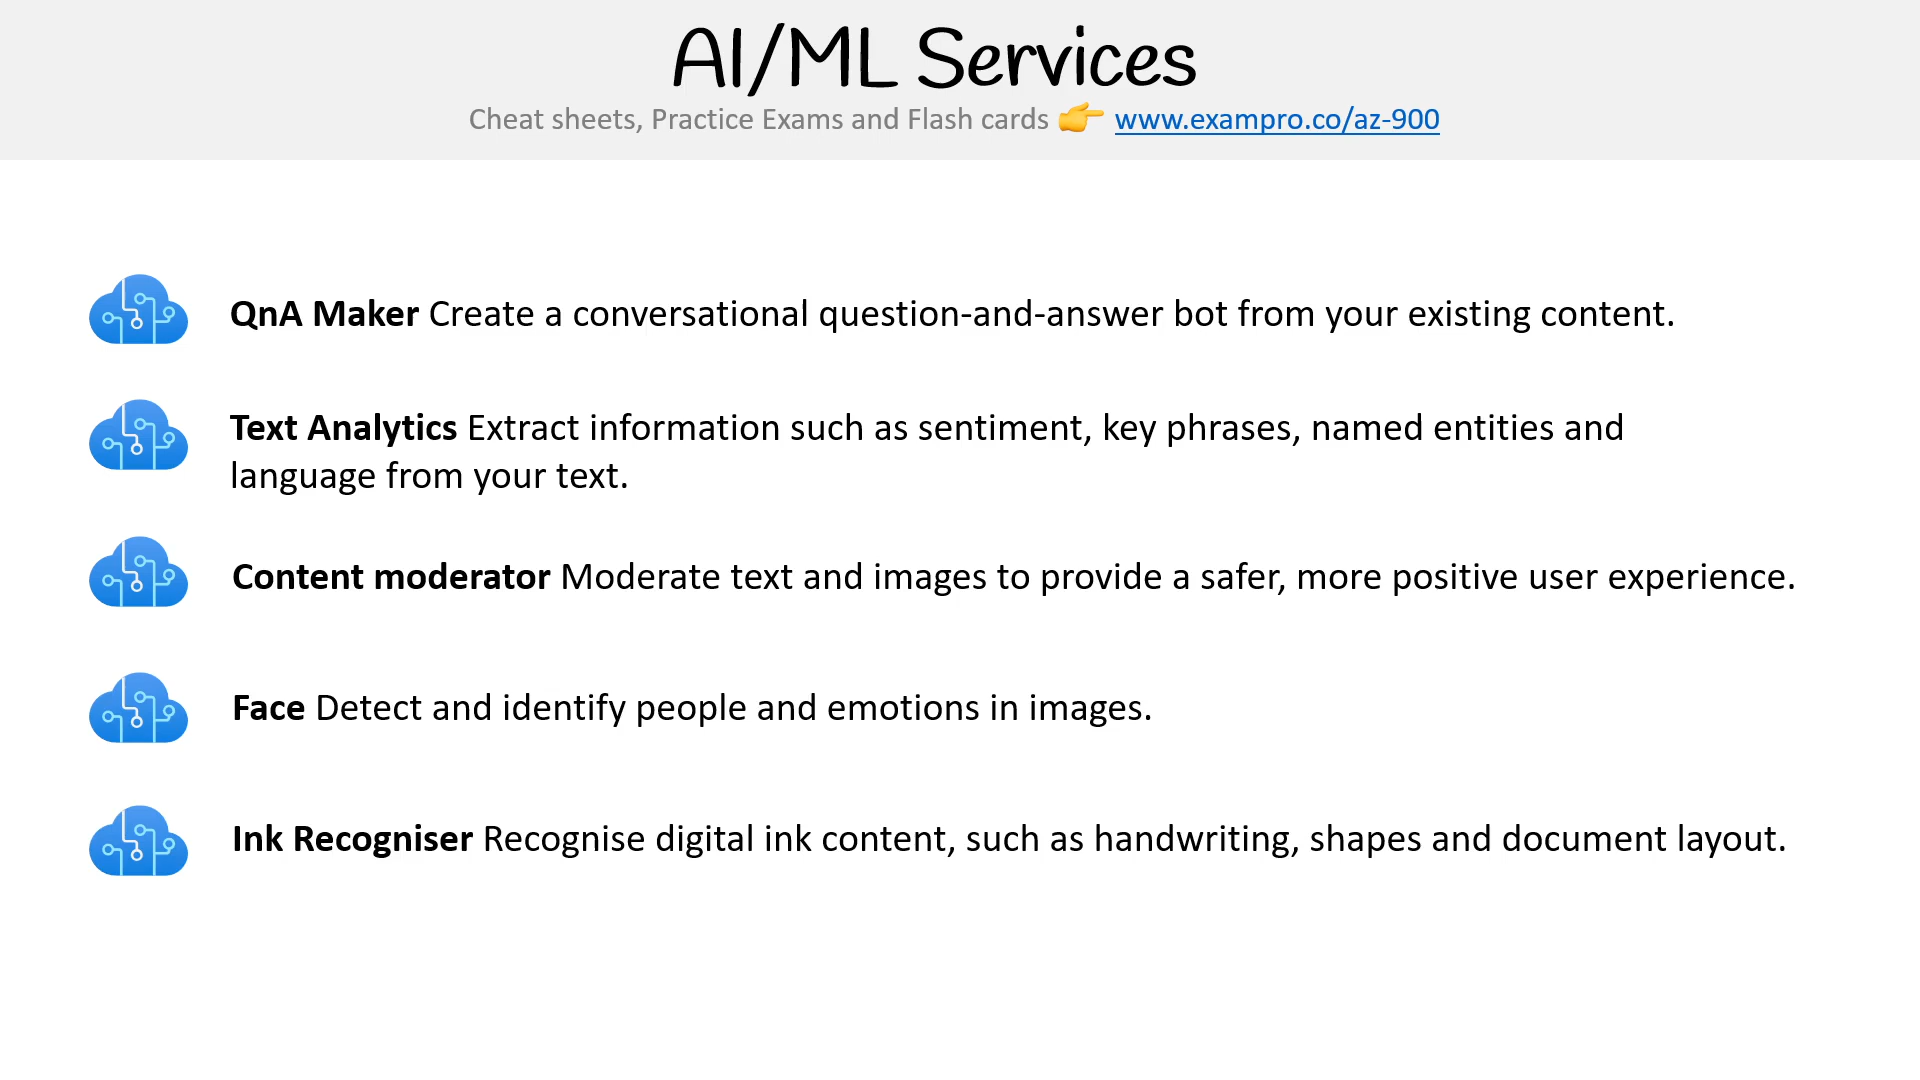 AI/ML Services
Cheat sheets, Practice Exams and Flash cards 👉 www.exampro.co/az-900
QnA Maker Create a conversational question-and-answer bot from your existing content.
Text Analytics Extract information such as sentiment, key phrases, named entities and
language from your text.
Content moderator Moderate text and images to provide a safer, more positive user experience.
Face Detect and identify people and emotions in images.
Ink Recogniser Recognise digital ink content, such as handwriting, shapes and document layout.